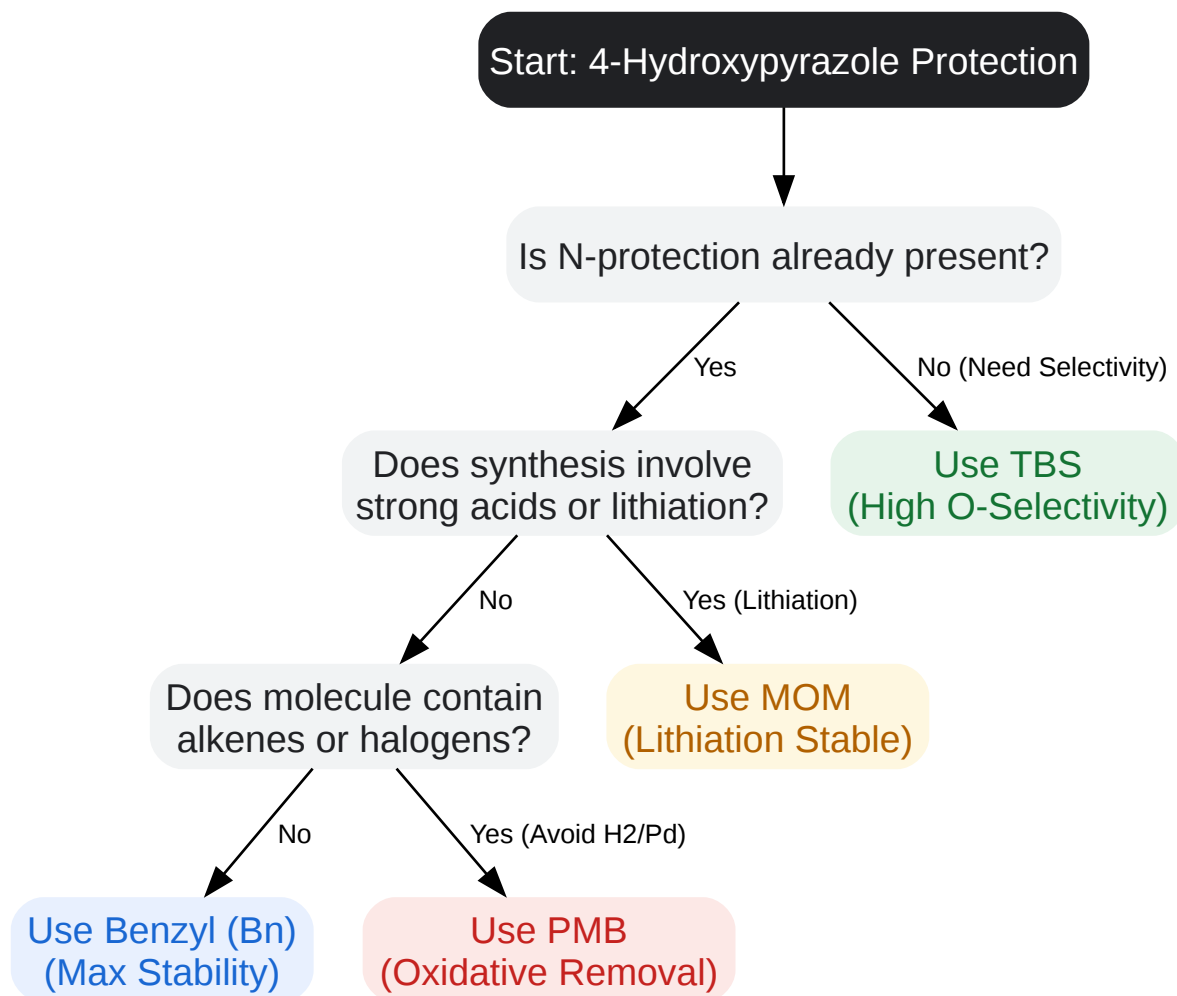 Start: 4-Hydroxypyrazole Protection
Is N-protection already present?
Yes
No (Need Selectivity)
Does synthesis involve
strong acids or lithiation?
Use TBS
(High O-Selectivity)
No
Yes (Lithiation)
Does molecule contain
alkenes or halogens?
Use MOM
(Lithiation Stable)
No
Yes (Avoid H2/Pd)
Use Benzyl (Bn)
(Max Stability)
Use PMB
(Oxidative Removal)